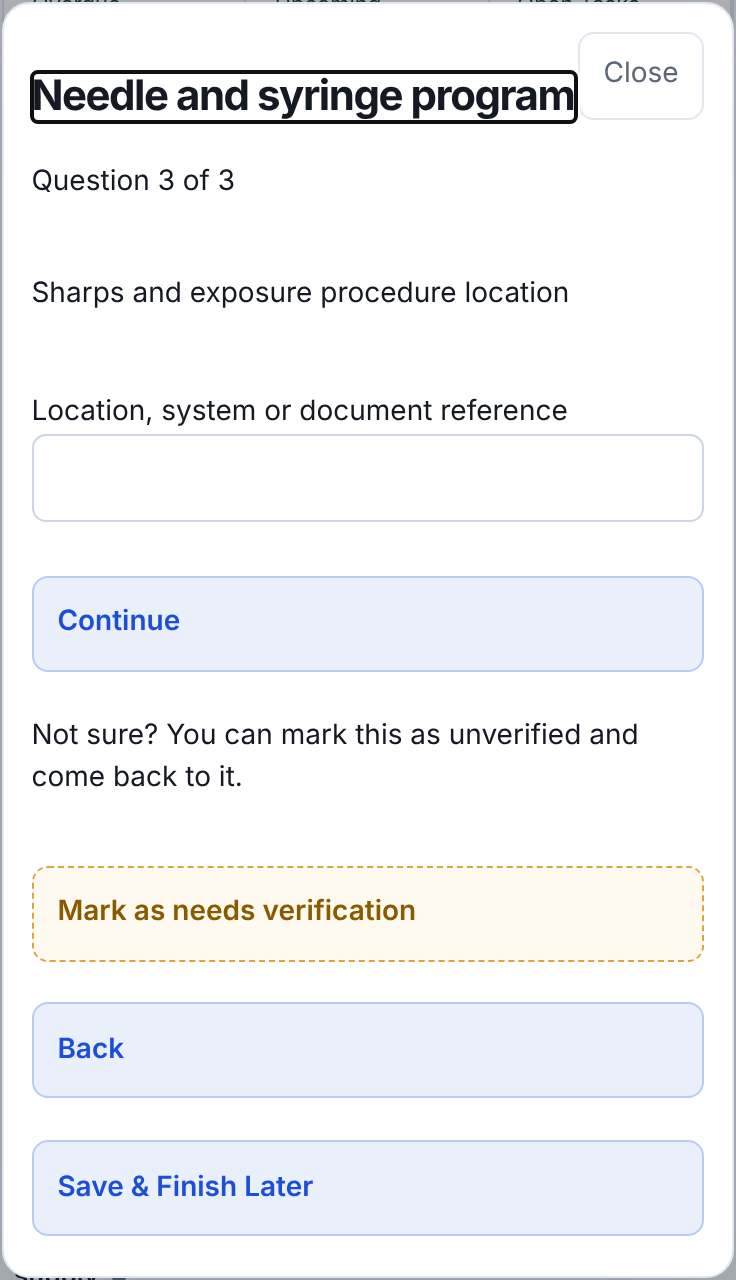 Close
Needle and syringe program
Question 3 of 3
Sharps and exposure procedure location
Location, system or document reference
Continue
Not sure? You can mark this as unverified and
come back to it.
Mark as needs verification
Back
Save & Finish Later